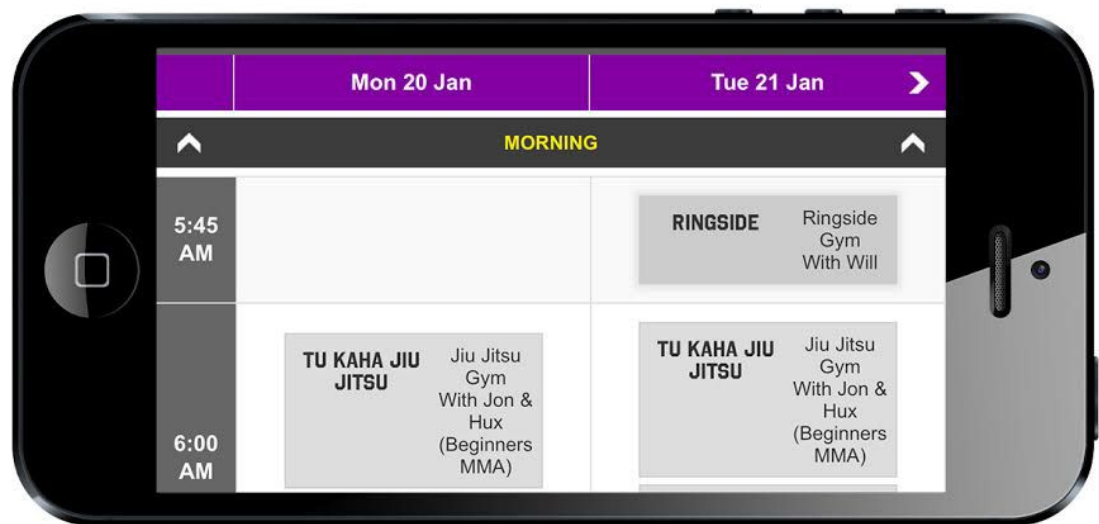 Mon 20 Jan
Tue 21 Jan
MORNING
5:45
AM
RINGSIDE
Ringside
Gym
With Will
6:00
AM
TU KAHA JIU
JITSU
Jiu Jitsu
Gym
With Jon &
Hux
(Beginners
MMA)
TU KAHA JIU
JITSU
Jiu Jitsu
Gym
With Jon &
Hux
(Beginners
MMA)